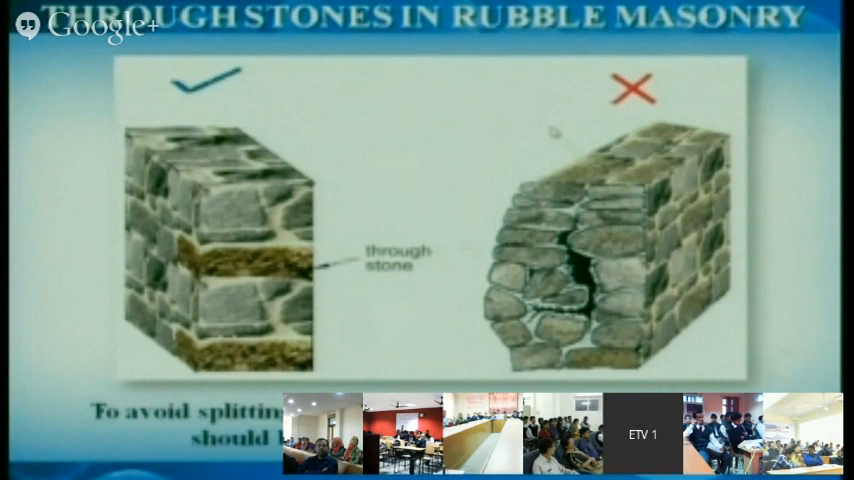 THROUGH STONES IN RUBBLE MASONRY
Google+
through
stone
To avoid splitting
should
ETV 1